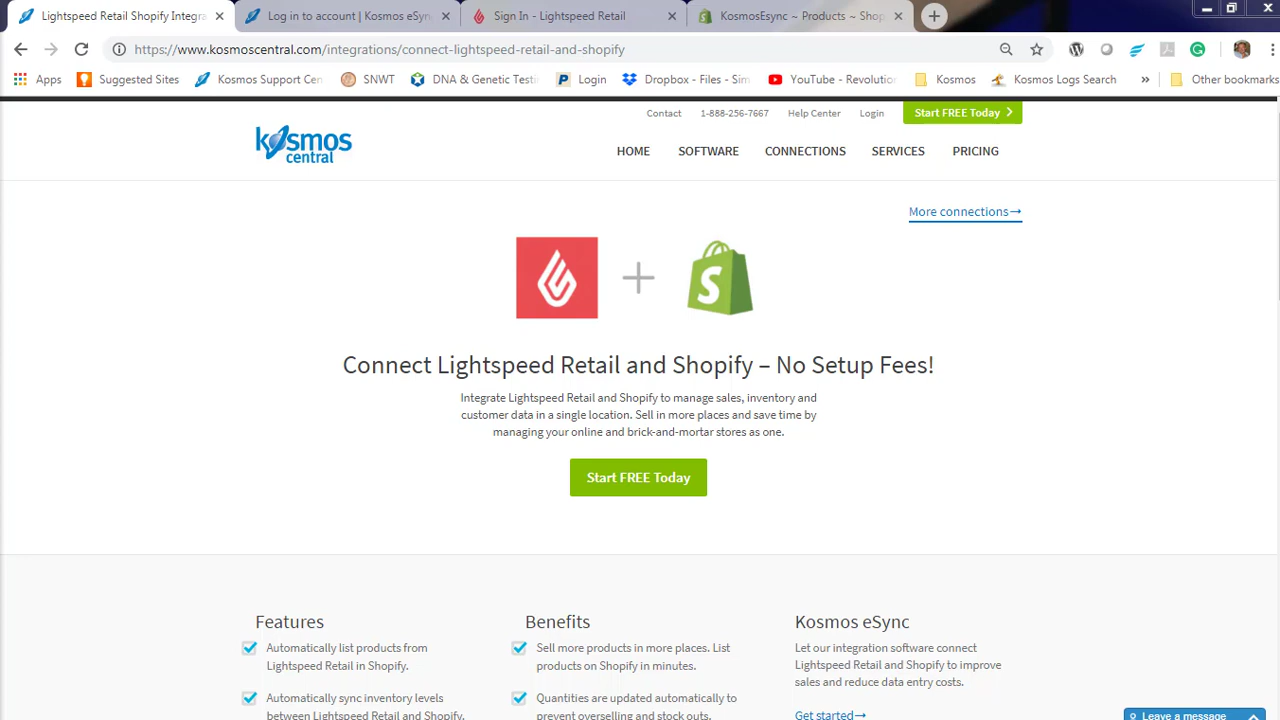 Lightspeed Retail Shopify Integra
Log in to account | Kosmos eSyn
Sign In - Lightspeed Retail
KosmosEsync ~ Products ~ Shop
https://www.kosmoscentral.com/integrations/connect-lightspeed-retail-and-shopify
Apps
Suggested Sites
Kosmos Support Cen
SNWT
DNA & Genetic Testi
Login
Dropbox - Files - Sim
YouTube - Revolutio
Kosmos
Kosmos Logs Search
»
Other bookmarks
Contact
1-888-256-7667
Help Center
Login
Start FREE Today
kosmos
central
HOME
SOFTWARE
CONNECTIONS
SERVICES
PRICING
More connections→
S
Connect Lightspeed Retail and Shopify – No Setup Fees!
Integrate Lightspeed Retail and Shopify to manage sales, inventory and
customer data in a single location. Sell in more places and save time by
managing your online and brick-and-mortar stores as one.
Start FREE Today
Features
Automatically list products from
Lightspeed Retail in Shopify.
Automatically sync inventory levels
between Lightspeed Retail and Shopify.
Benefits
Sell more products in more places. List
products on Shopify in minutes.
Quantities are updated automatically to
prevent overselling and stock outs.
Kosmos eSync
Let our integration software connect
Lightspeed Retail and Shopify to improve
sales and reduce data entry costs.
Get started→
Leave a message